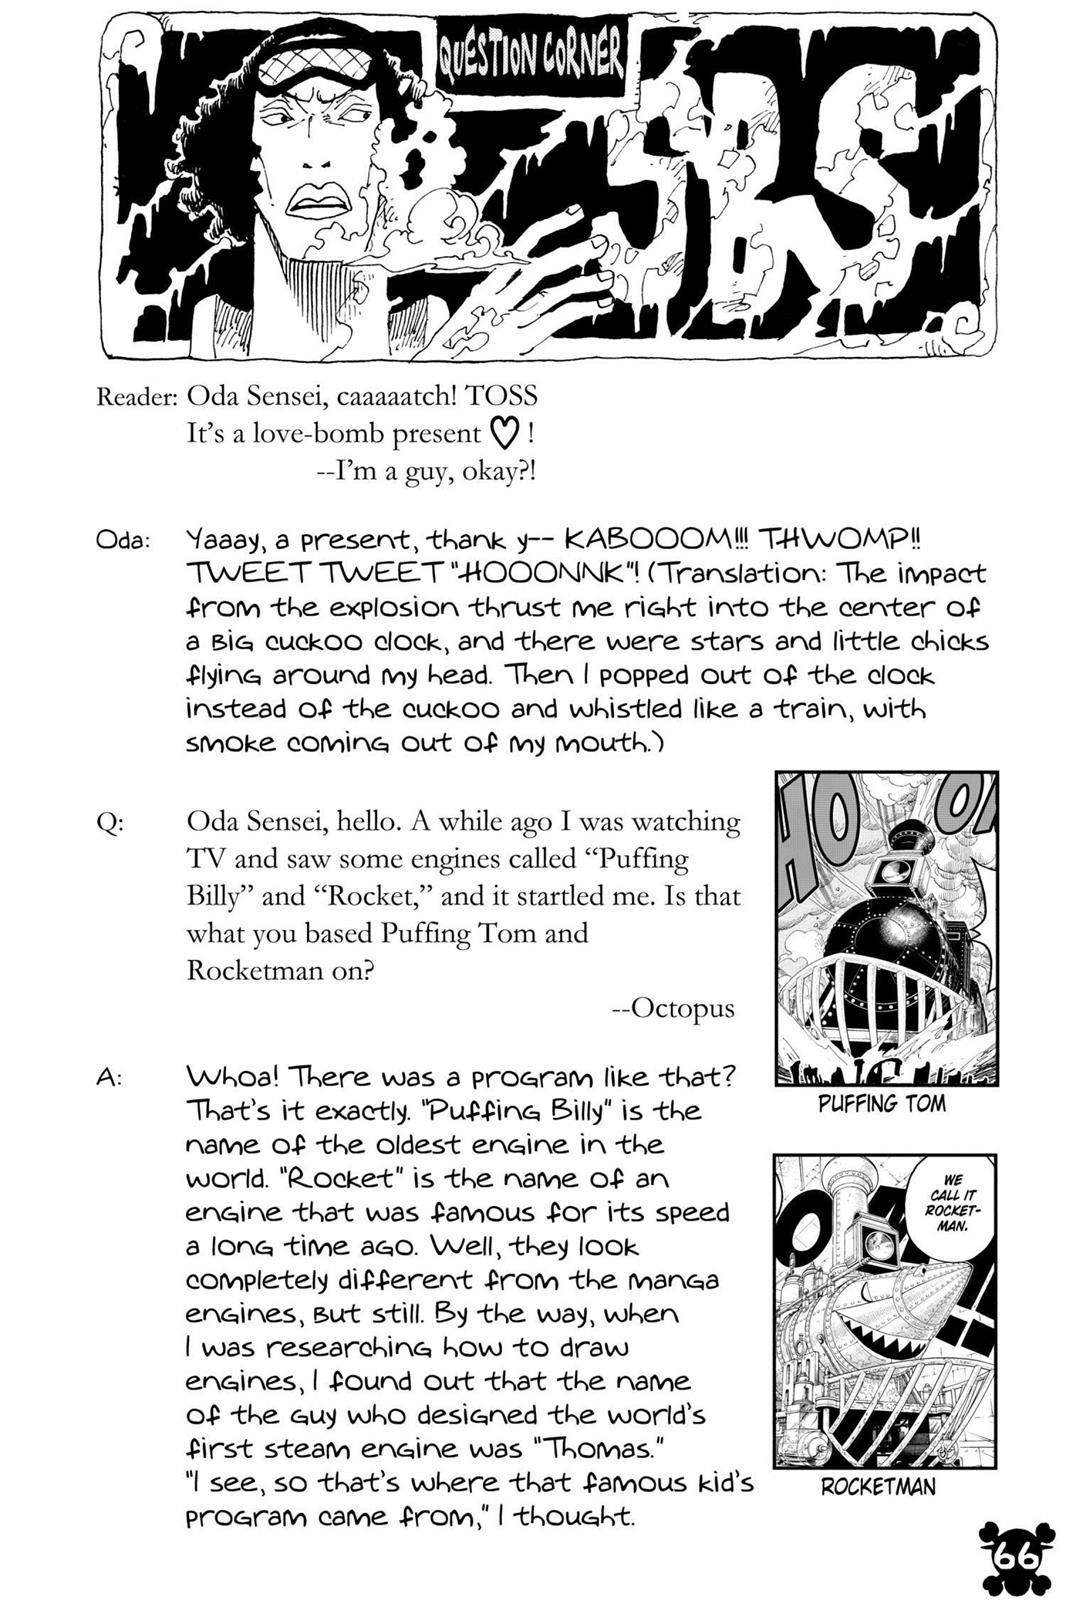 QUESTION CORNER
SBS
Reader: Oda Sensei, caaaaatch! TOSS
It's a love-bomb present ♡ !
--I'm a guy, okay?!
Oda: Yaaay, a present, thank y-- KABOOOM!!! THWOMP!!
TWEET TWEET "HOOONNK"! (Translation: The impact
from the explosion thrust me right into the center of
a big cuckoo clock, and there were stars and little chicks
flying around my head. Then I popped out of the clock
instead of the cuckoo and whistled like a train, with
smoke coming out of my mouth.)
Q: Oda Sensei, hello. A while ago I was watching
TV and saw some engines called “Puffing
Billy” and “Rocket,” and it startled me. Is that
what you based Puffing Tom and
Rocketman on?
--Octopus
HO
PUFFING TOM
A: Whoa! There was a program like that?
That's it exactly. "Puffing Billy" is the
name of the oldest engine in the
world. "Rocket" is the name of an
engine that was famous for its speed
a long time ago. Well, they look
completely different from the manga
engines, but still. By the way, when
I was researching how to draw
engines, I found out that the name
of the guy who designed the world's
first steam engine was "Thomas."
"I see, so that's where that famous kid's
program came from," I thought.
WE
CALL IT
ROCKET-
MAN.
ROCKETMAN
66